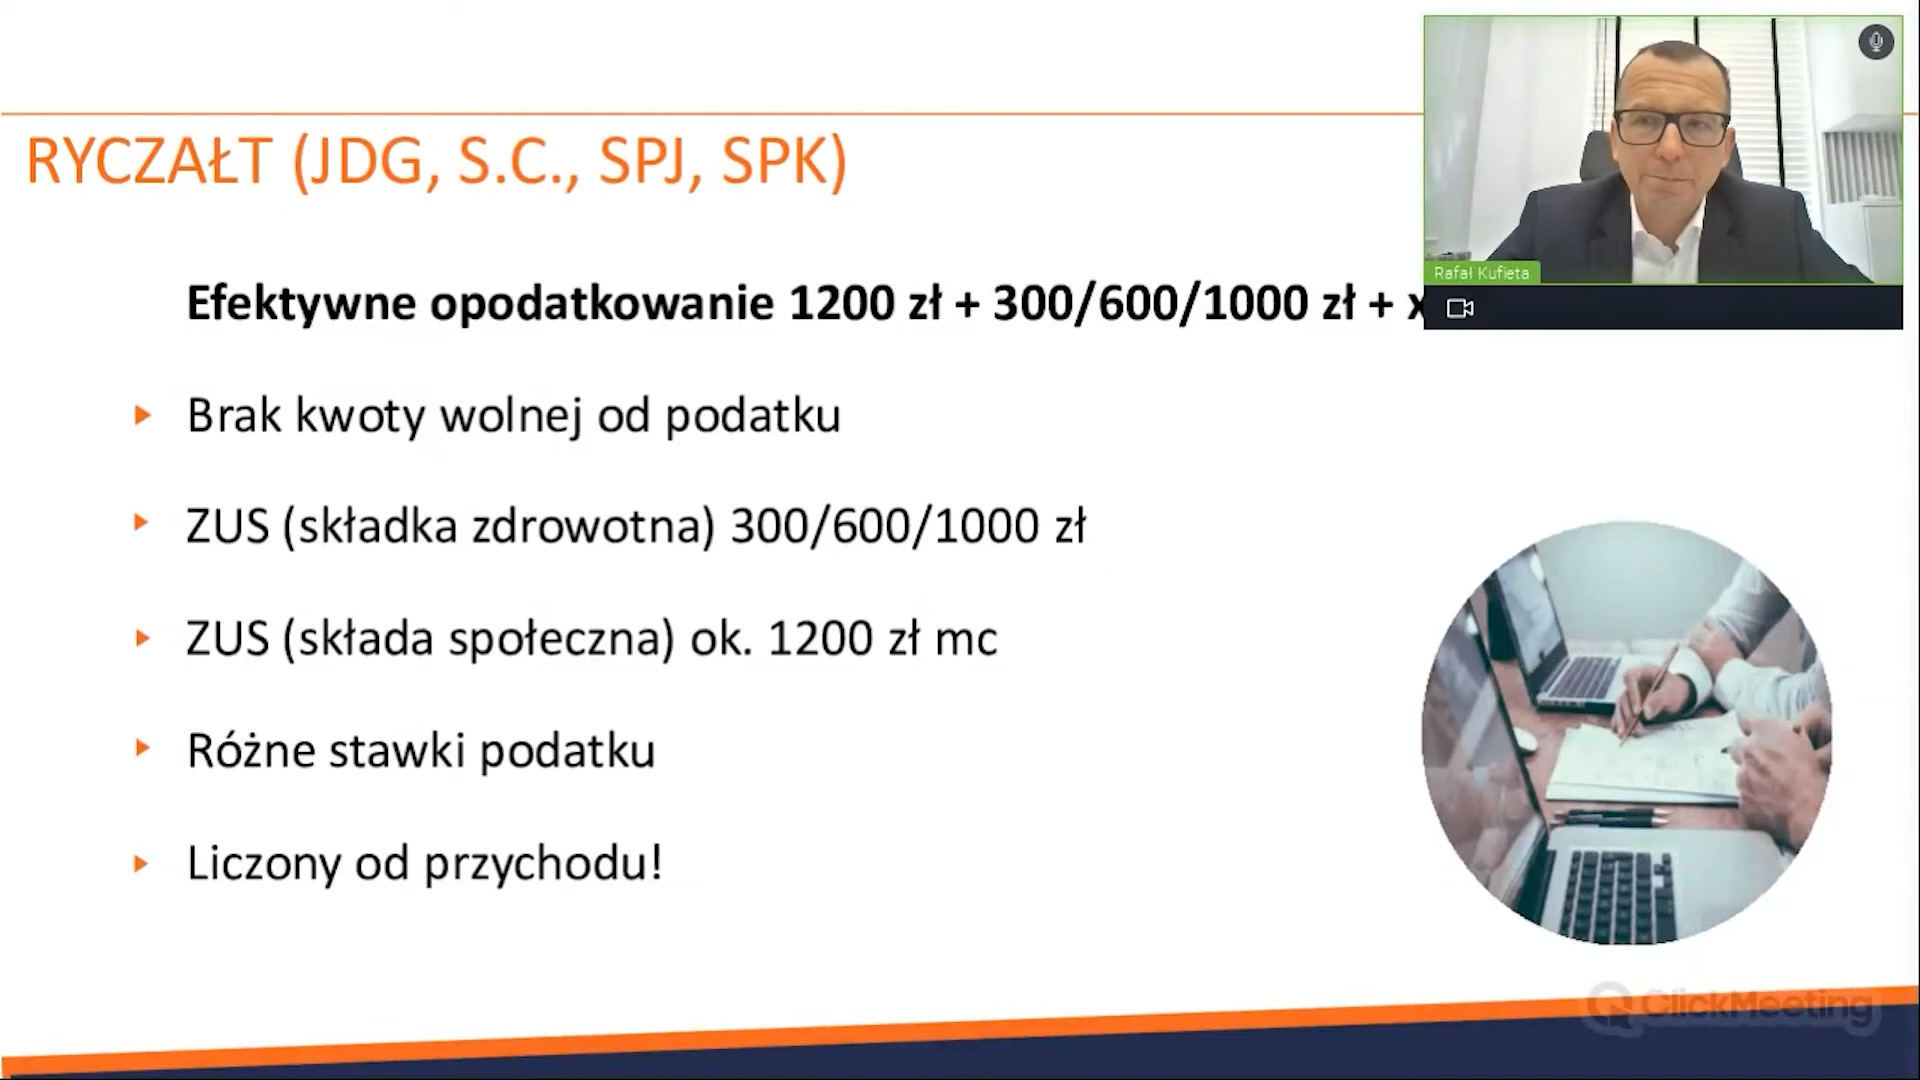 RYCZAŁT (JDG, S.C., SPJ, SPK)
Efektywne opodatkowanie 1200 zł + 300/600/1000 zł +
Rafał Kufieta
Brak kwoty wolnej od podatku
ZUS (składka zdrowotna) 300/600/1000 zł
ZUS (składa społeczna) ok. 1200 zł mc
Różne stawki podatku
Liczony od przychodu!
ClickMeeting